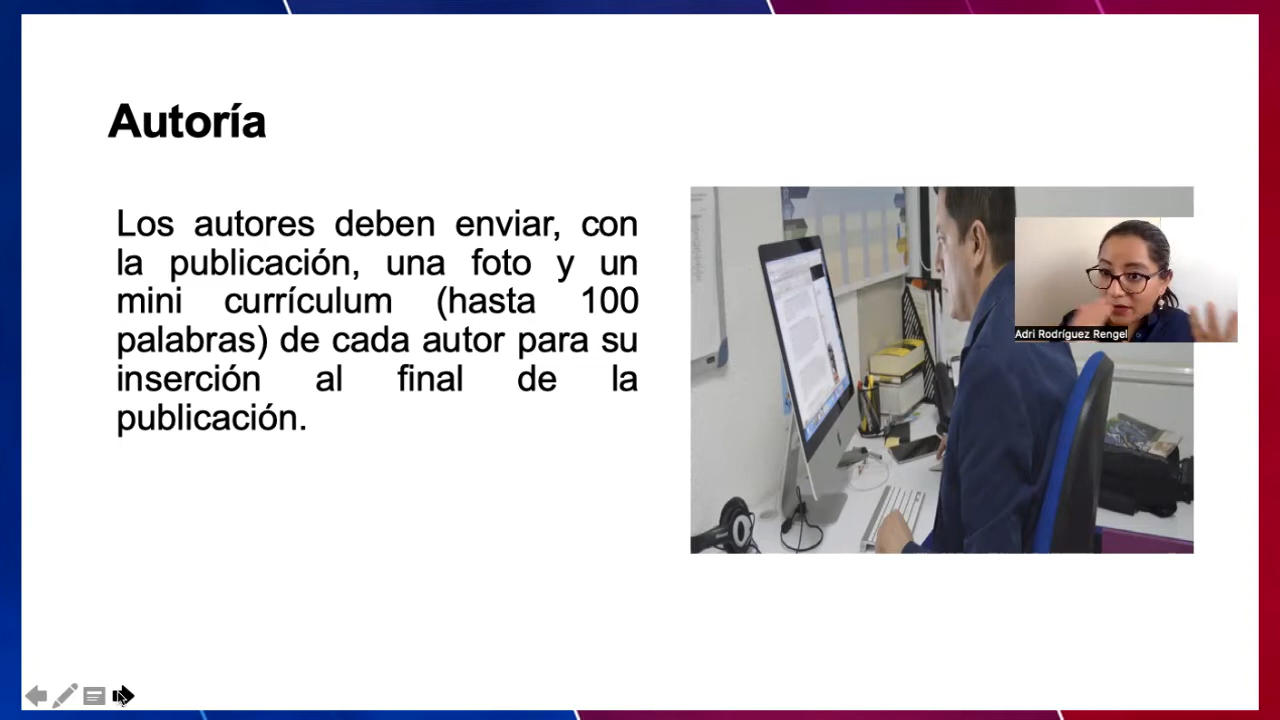 Autoría
Los autores deben enviar, con
la publicación, una foto y un
mini currículum (hasta 100
palabras) de cada autor para su
inserción al final de la
publicación.
Adri Rodríguez Rengel